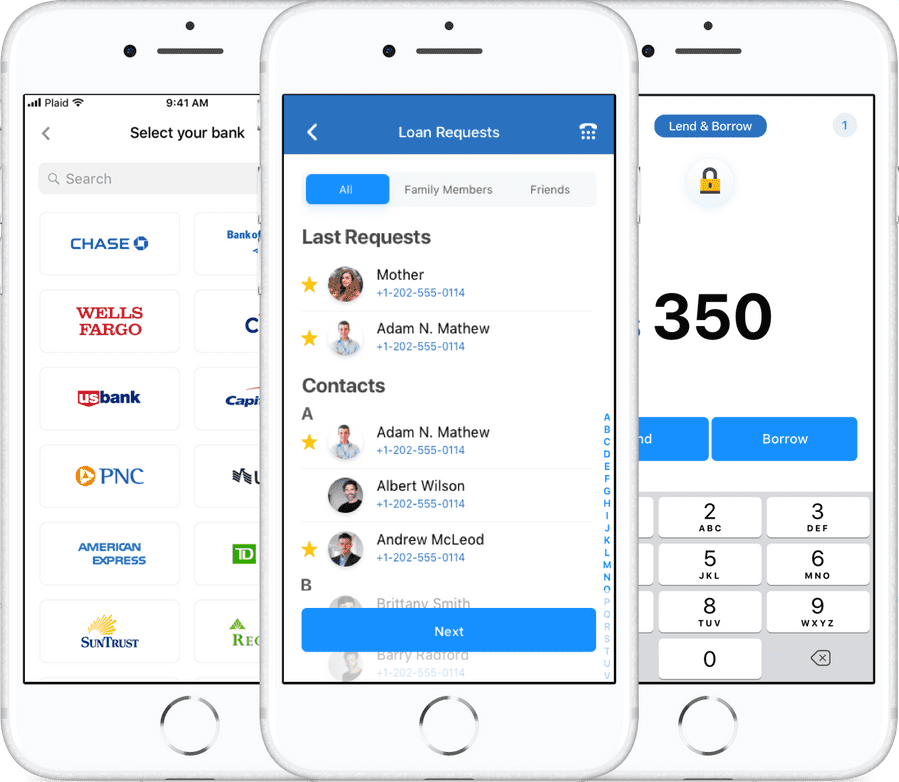 Plaid 9:41 AM
Select your bank
Search
CHASE
Bank of
WELLS
FARGO
usbank
Capi
PNC
AMERICAN
EXPRESS
TD
SUNTRUST
REG
Loan Requests
All Family Members Friends
Last Requests
Mother
+1-202-555-0114
Adam N. Mathew
+1-202-555-0114
Contacts
A
Adam N. Mathew
+1-202-555-0114
Albert Wilson
+1-202-555-0114
Andrew McLeod
+1-202-555-0114
B
Brittany Smith
Barry Radford
+1-202-555-0114
Next
A
B
C
D
E
F
G
H
I
J
K
L
M
N
O
P
Q
R
S
T
U
V
Lend & Borrow 1
350
nd Borrow
2 3
ABC DEF
5 6
JKL MNO
8 9
TUV WXYZ
0